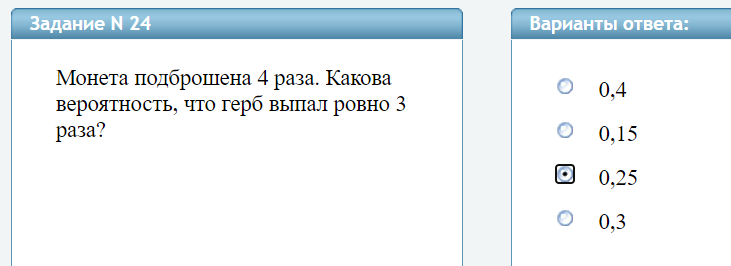 Задание N 24
Монета подброшена 4 раза. Какова
вероятность, что герб выпал ровно 3
раза?
Варианты ответа:
0,4
0,15
0,25
0,3